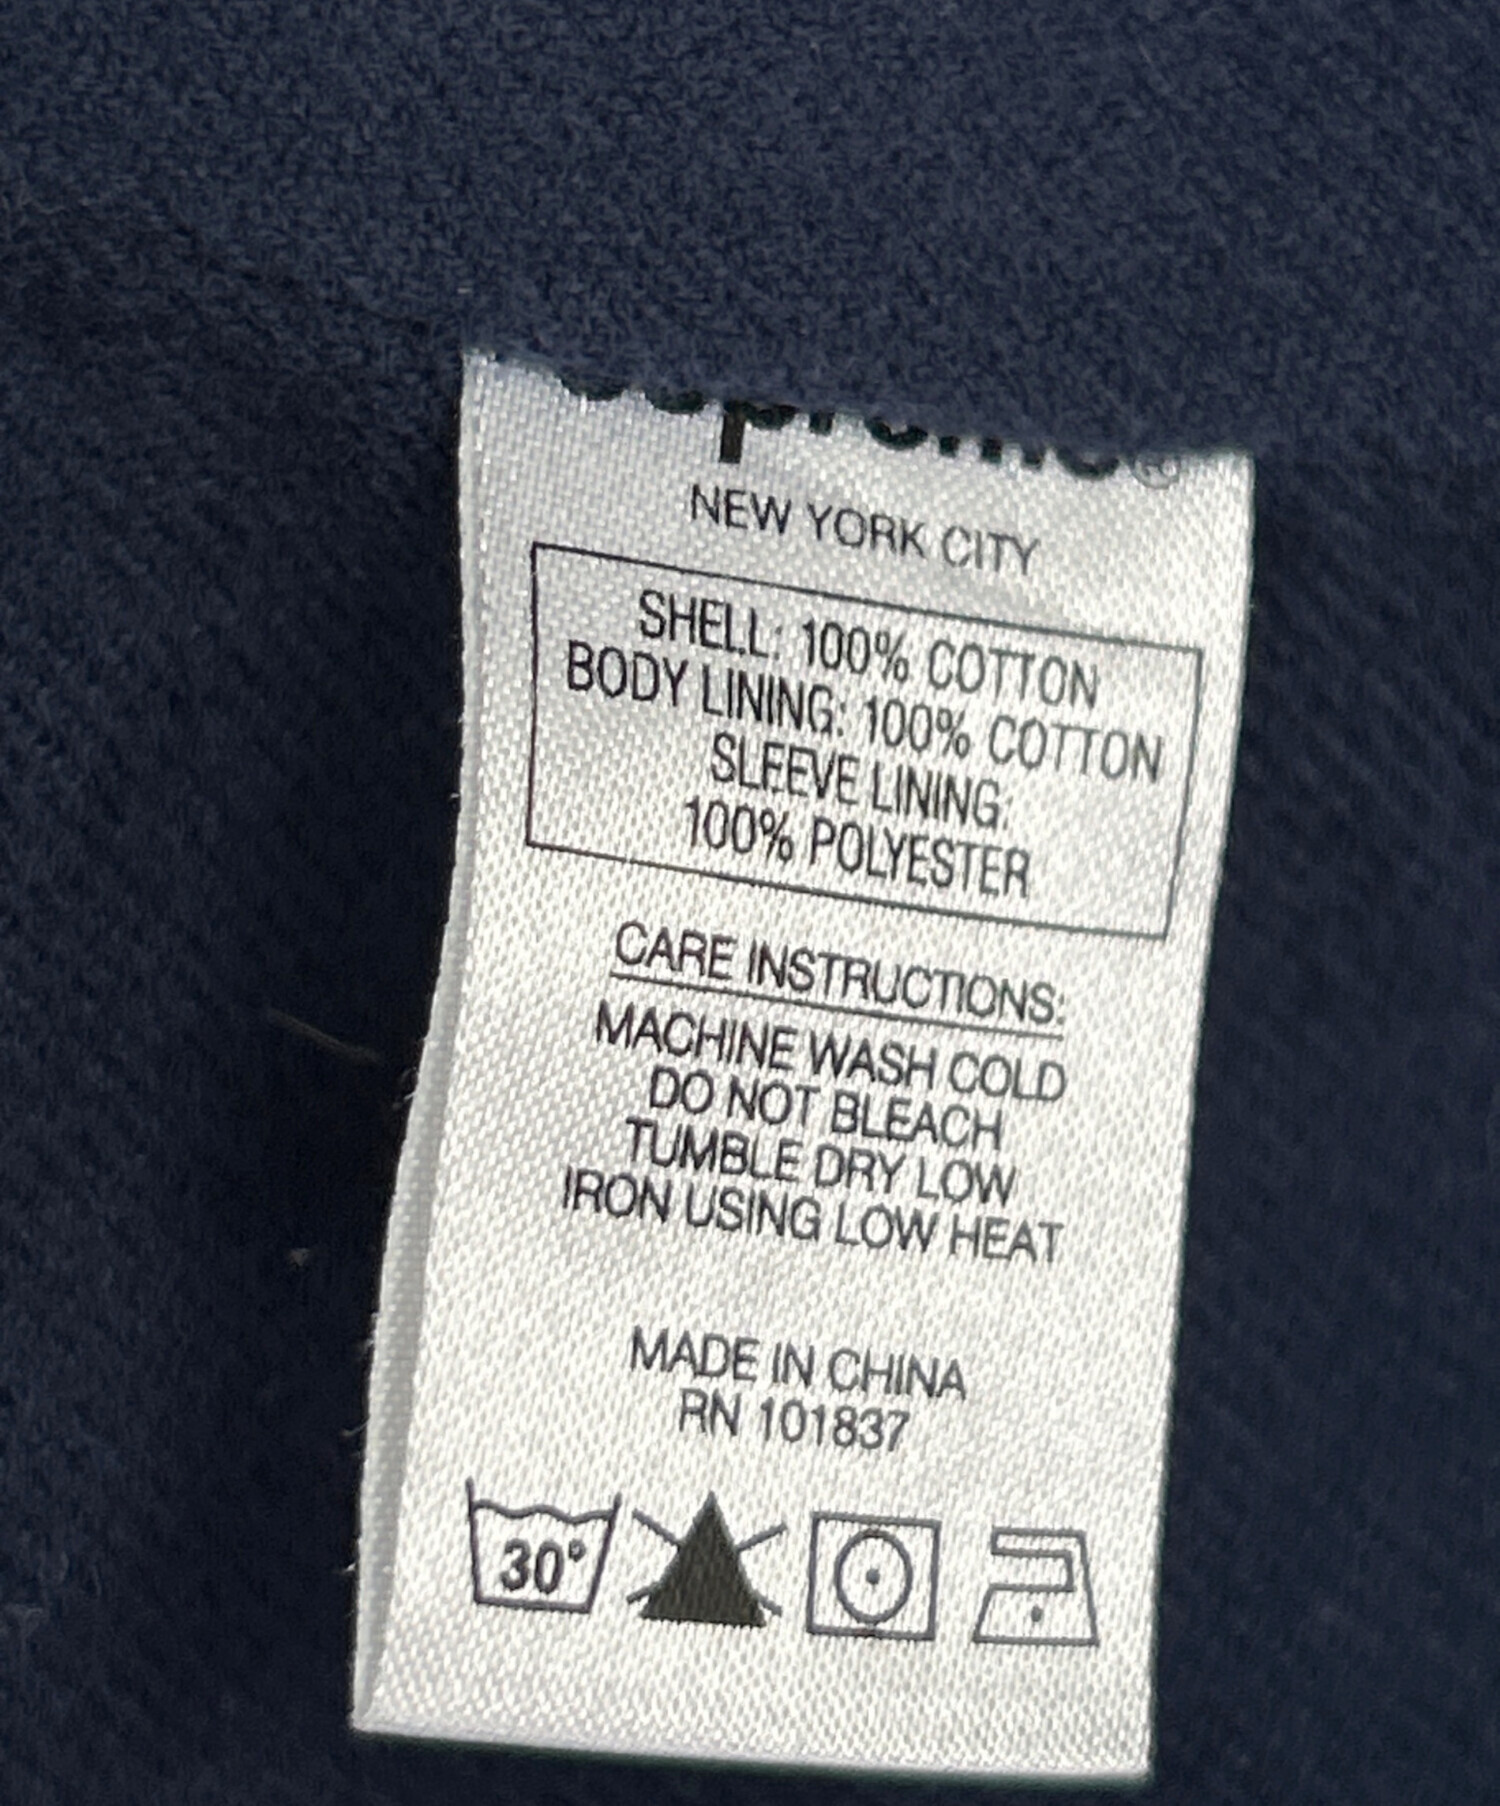 Supreme®
NEW YORK CITY
SHELL: 100% COTTON
BODY LINING: 100% COTTON
SLEEVE LINING:
100% POLYESTER
CARE INSTRUCTIONS:
MACHINE WASH COLD
DO NOT BLEACH
TUMBLE DRY LOW
IRON USING LOW HEAT
MADE IN CHINA
RN 101837
30°